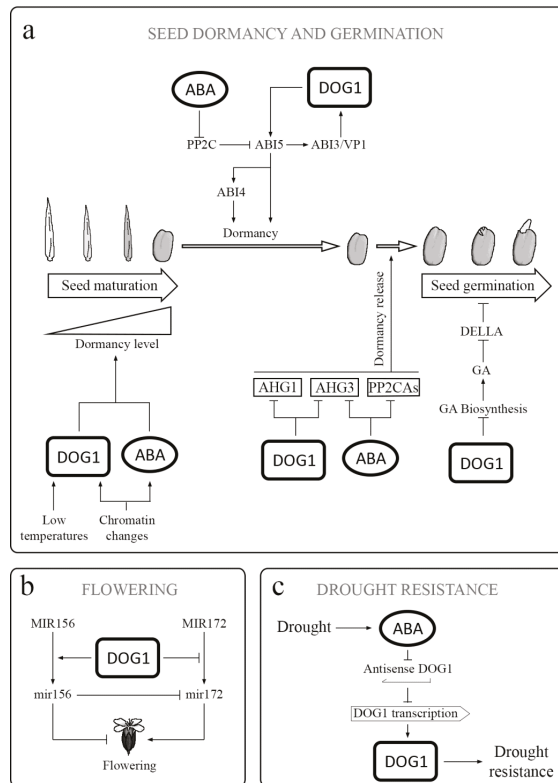 a
SEED DORMANCY AND GERMINATION
ABA
DOG1
PP2C
ABI5
ABI3/VP1
ABI4
Dormancy
Seed maturation
Seed germination
Dormancy level
Dormancy release
DELLA
GA
GA Biosynthesis
AHG1
AHG3
PP2CAs
DOG1
ABA
DOG1
ABA
DOG1
Low
temperatures
Chromatin
changes
b
FLOWERING
MIR156
MIR172
DOG1
mir156
mir172
Flowering
c
DROUGHT RESISTANCE
Drought
ABA
Antisense DOG1
DOG1 transcription
DOG1
Drought
resistance